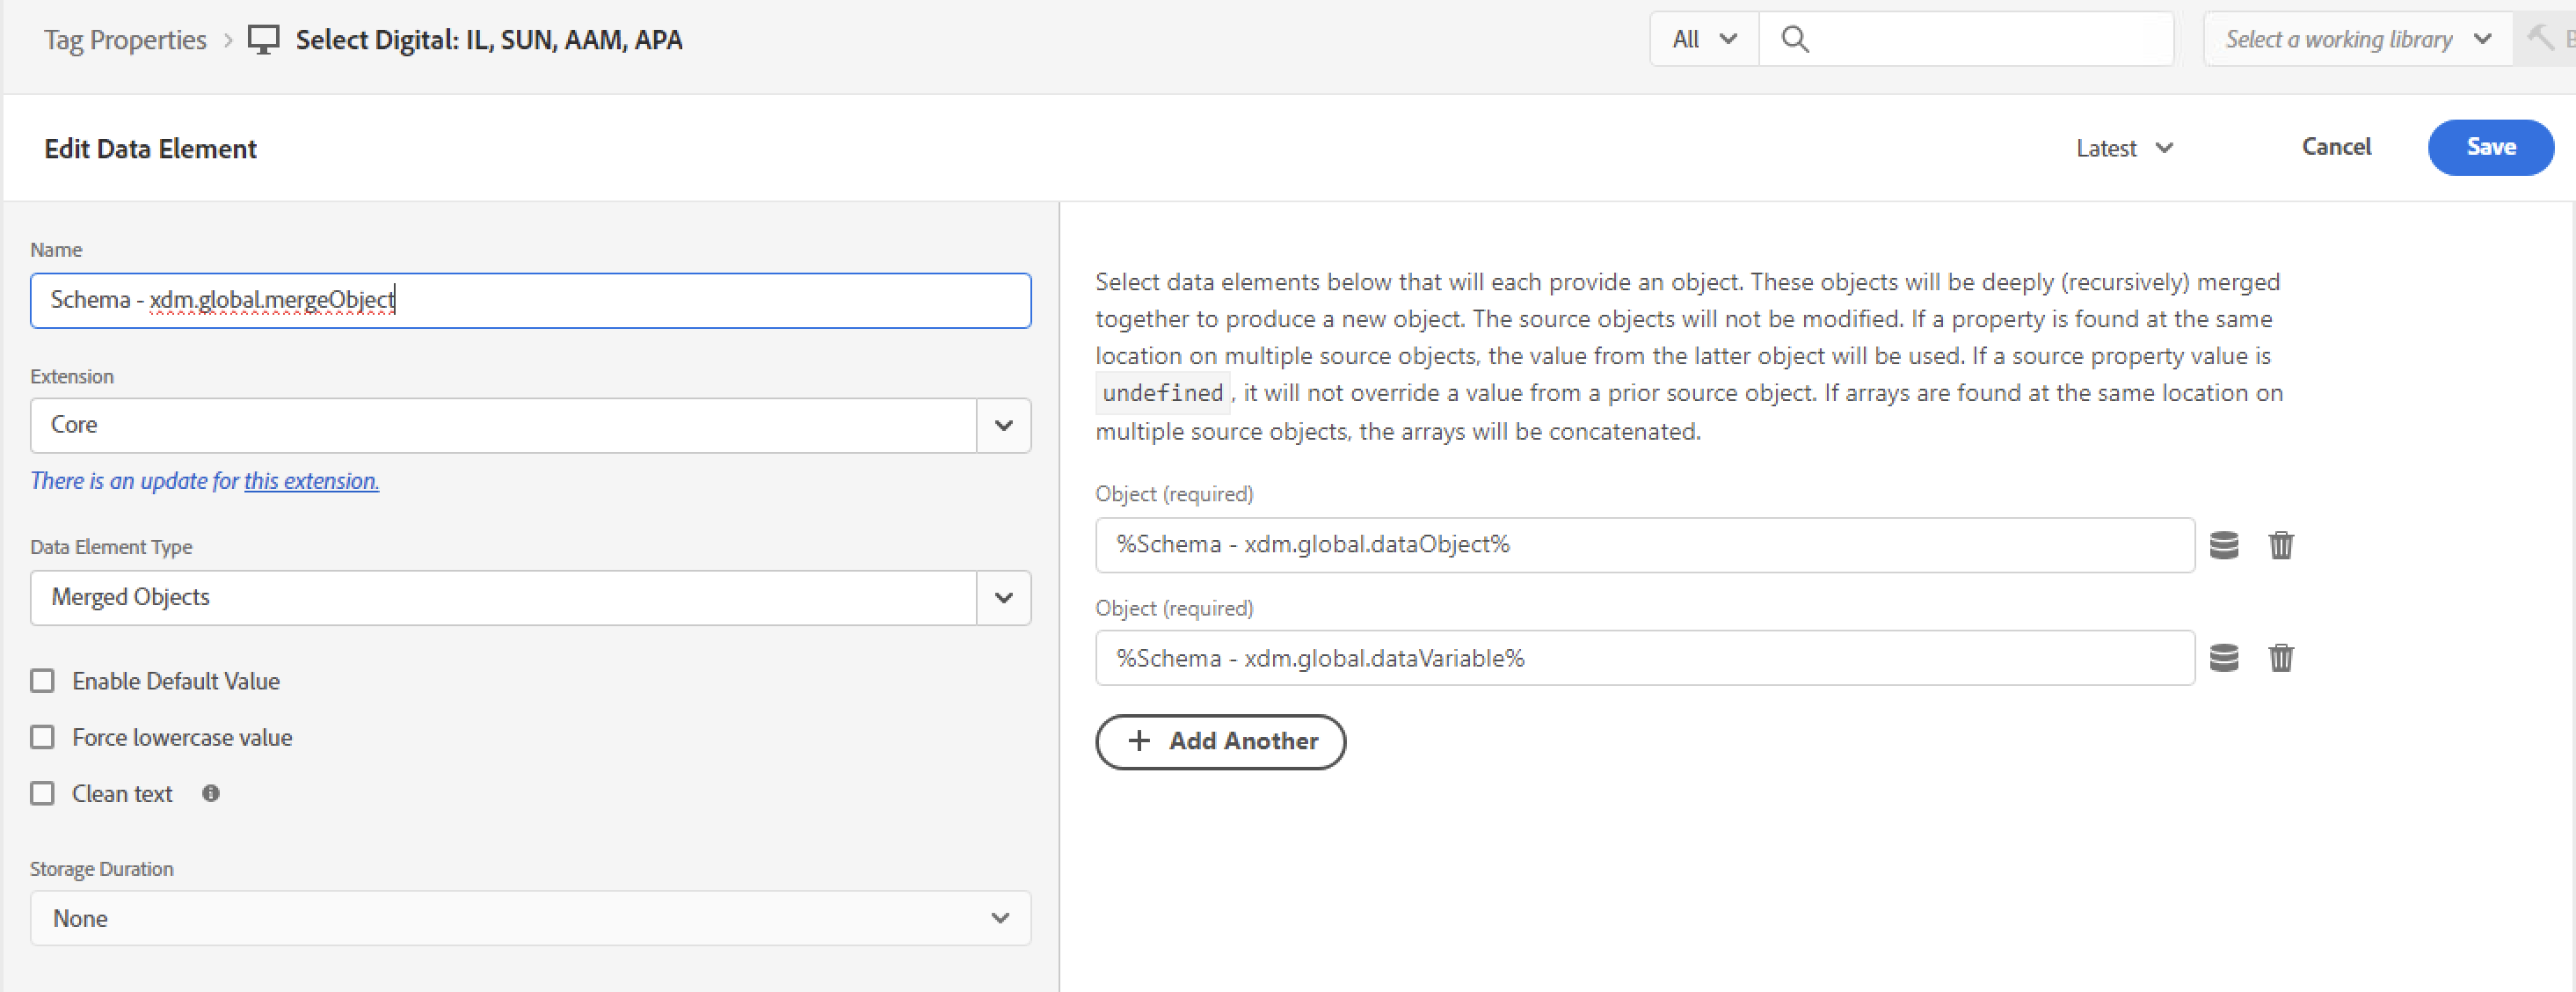 Tag Properties > Select Digital: IL, SUN, AAM, APA
All
Select a working library
Edit Data Element
Latest
Cancel
Save
Name
Schema - xdm.global.mergeObject
Extension
Core
There is an update for this extension.
Data Element Type
Merged Objects
Enable Default Value
Force lowercase value
Clean text
Storage Duration
None
Select data elements below that will each provide an object. These objects will be deeply (recursively) merged
together to produce a new object. The source objects will not be modified. If a property is found at the same
location on multiple source objects, the value from the latter object will be used. If a source property value is
undefined, it will not override a value from a prior source object. If arrays are found at the same location on
multiple source objects, the arrays will be concatenated.
Object (required)
%Schema - xdm.global.dataObject%
Object (required)
%Schema - xdm.global.dataVariable%
+ Add Another